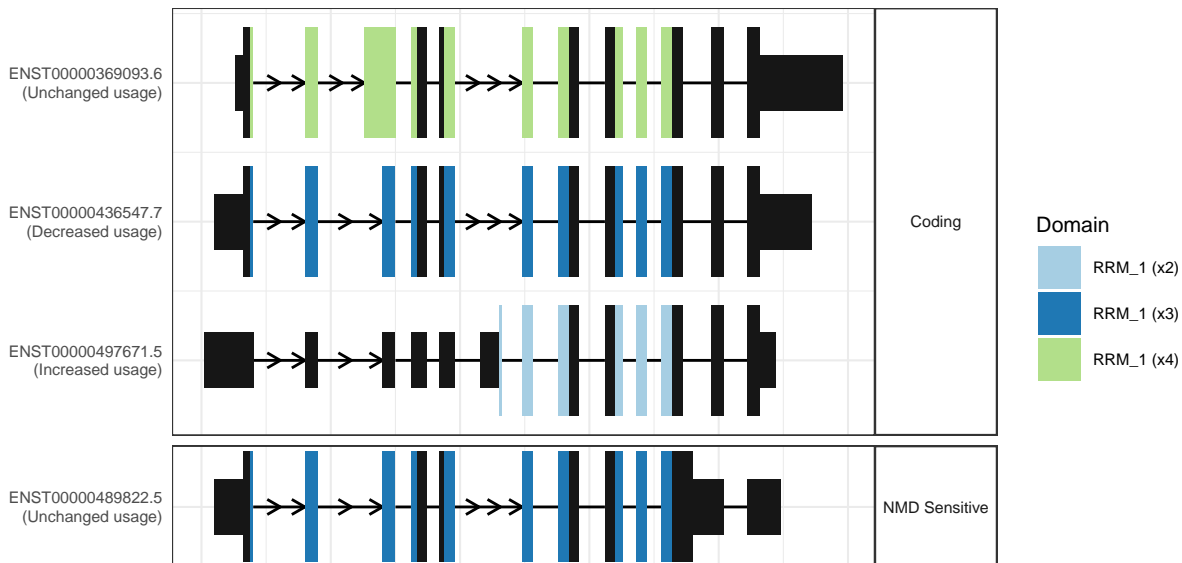 ENST00000369093.6
(Unchanged usage)
ENST00000436547.7
(Decreased usage)
ENST00000497671.5
(Increased usage)
Coding
ENST00000489822.5
(Unchanged usage)
NMD Sensitive
Domain
RRM_1 (x2)
RRM_1 (x3)
RRM_1 (x4)